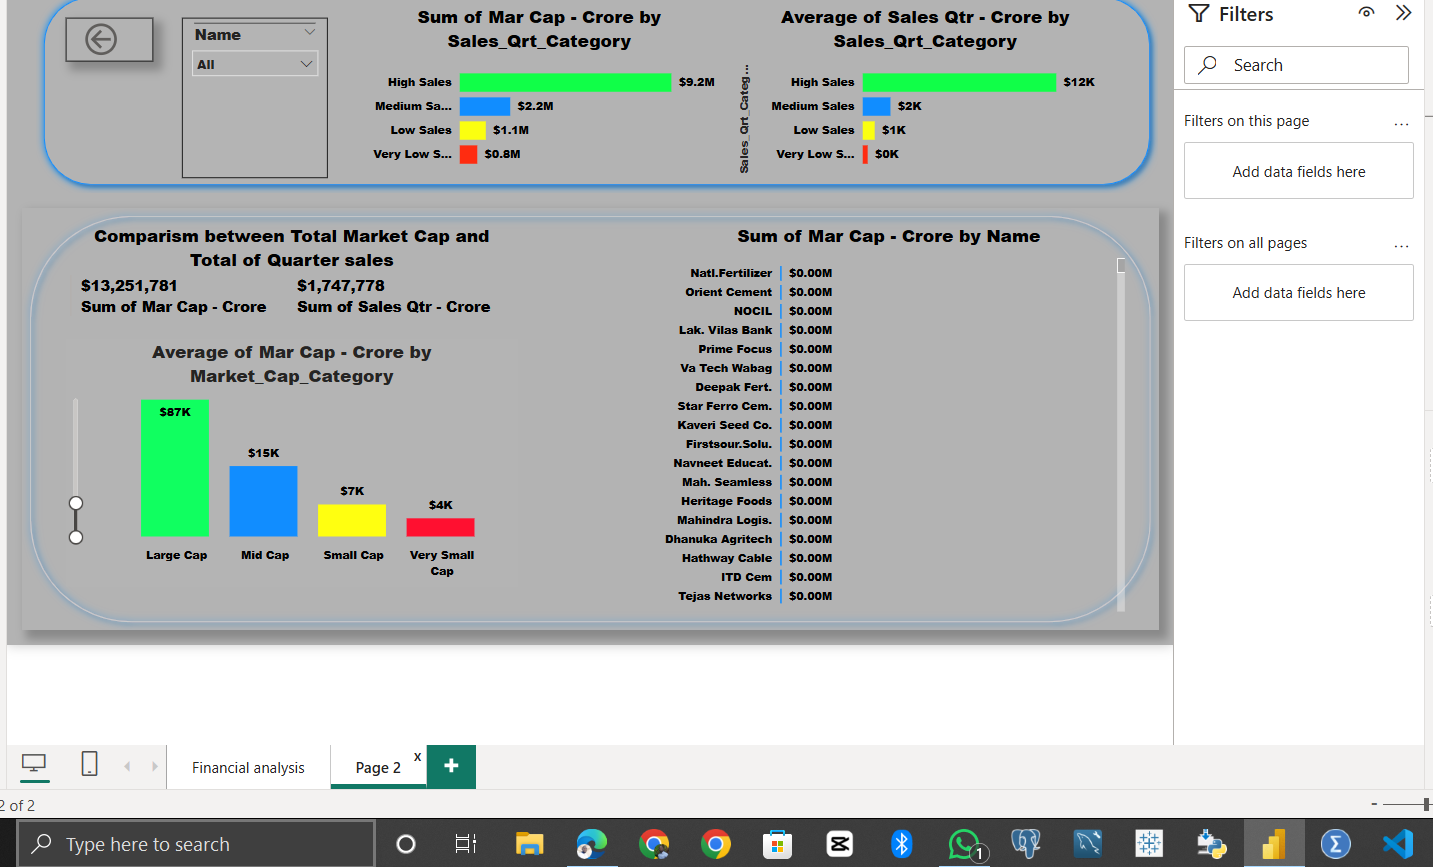 Name
All
Sum of Mar Cap - Crore by
Sales_Qrt_Category
High Sales $9.2M
Medium Sa... $2.2M
Low Sales $1.1M
Very Low S... $0.8M
Average of Sales Qtr - Crore by
Sales_Qrt_Category
Sales_Qrt_Categ...
High Sales $12K
Medium Sales $2K
Low Sales $1K
Very Low S... $0K
Comparism between Total Market Cap and
Total of Quarter sales
$13,251,781 $1,747,778
Sum of Mar Cap - Crore Sum of Sales Qtr - Crore
Average of Mar Cap - Crore by
Market_Cap_Category
$87K
$15K
$7K
$4K
Large Cap Mid Cap Small Cap Very Small
Cap
Sum of Mar Cap - Crore by Name
Natl.Fertilizer $0.00M
Orient Cement $0.00M
NOCIL $0.00M
Lak. Vilas Bank $0.00M
Prime Focus $0.00M
Va Tech Wabag $0.00M
Deepak Fert. $0.00M
Star Ferro Cem. $0.00M
Kaveri Seed Co. $0.00M
Firstsour.Solu. $0.00M
Navneet Educat. $0.00M
Mah. Seamless $0.00M
Heritage Foods $0.00M
Mahindra Logis. $0.00M
Dhanuka Agritech $0.00M
Hathway Cable $0.00M
ITD Cem $0.00M
Tejas Networks $0.00M
Filters
Search
Filters on this page ...
Add data fields here
Filters on all pages ...
Add data fields here
Financial analysis
Page 2 x
+
2 of 2
-
Type here to search
1